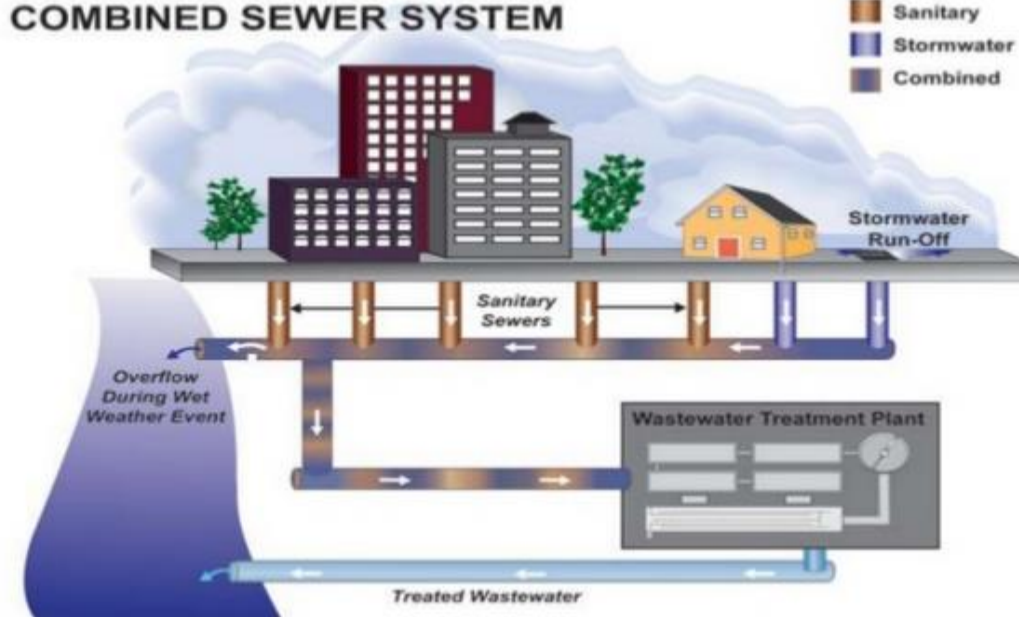 COMBINED SEWER SYSTEM
Sanitary
Stormwater
Combined
Stormwater
Run-Off
Sanitary
Sewers
Overflow
During Wet
Weather Event
Wastewater Treatment Plant
Treated Wastewater